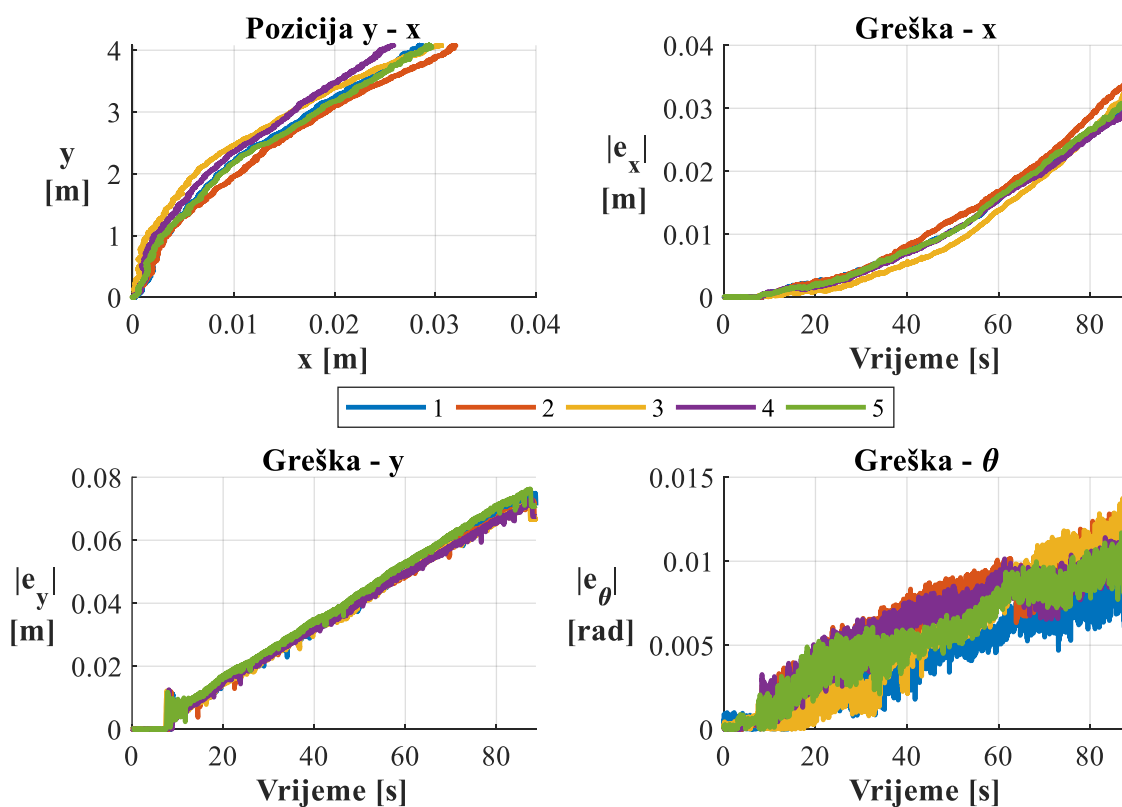 Pozicija y - x
4
3
2
1
0
y
[m]
0 0.01 0.02 0.03 0.04
x [m]
Greška - x
0.04
0.03
0.02
0.01
0
|e_x|
[m]
0 20 40 60 80
Vrijeme [s]
1 2 3 4 5
Greška - y
0.08
0.06
0.04
0.02
0
|e_y|
[m]
0 20 40 60 80
Vrijeme [s]
Greška - θ
0.015
0.01
0.005
0
|e_θ|
[rad]
0 20 40 60 80
Vrijeme [s]